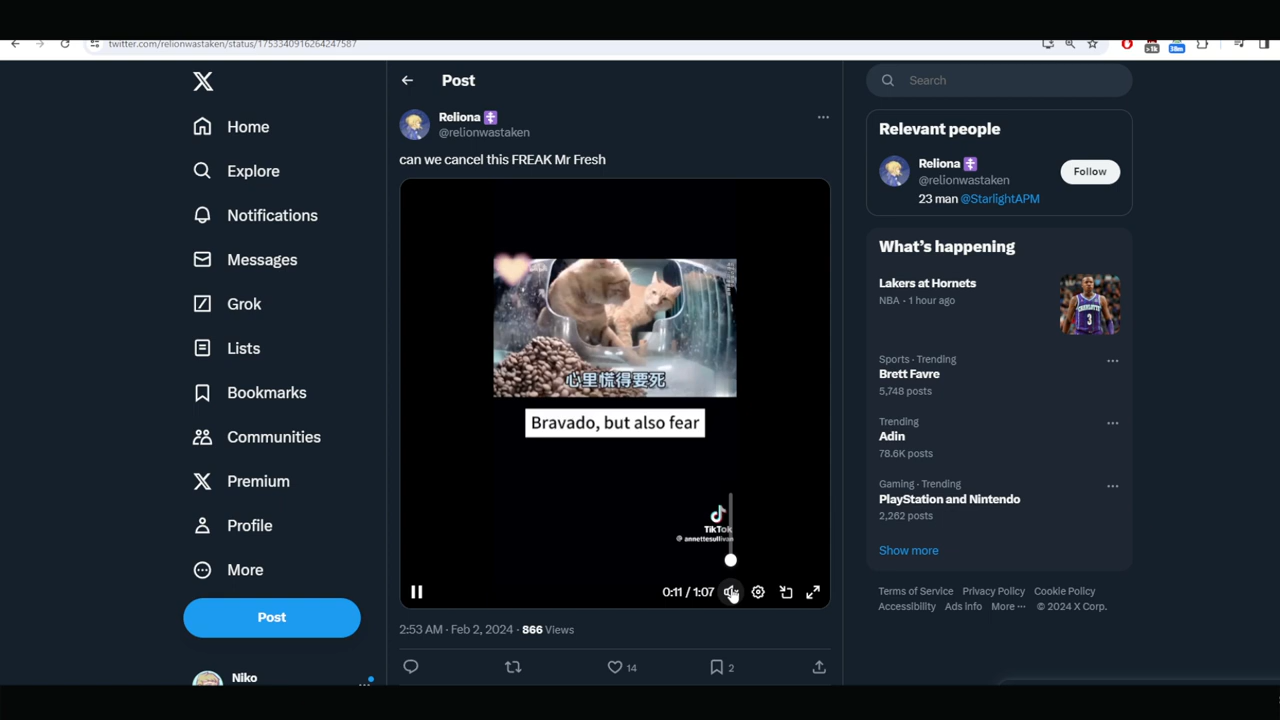 twitter.com/relionwastaken/status/1753340916264247587
Home
Explore
Notifications
Messages
Grok
Lists
Bookmarks
Communities
Premium
Profile
More
Post
Niko
Post
Reliona
@relionwastaken
can we cancel this FREAK Mr Fresh
心里慌得要死
Bravado, but also fear
TikTok
@ annettesullivan
0:11 / 1:07
2:53 AM · Feb 2, 2024 · 866 Views
14
2
Search
Relevant people
Reliona
@relionwastaken
Follow
23 man @StarlightAPM
What's happening
Lakers at Hornets
NBA · 1 hour ago
Sports · Trending
Brett Favre
5,748 posts
Trending
Adin
78.6K posts
Gaming · Trending
PlayStation and Nintendo
2,262 posts
Show more
Terms of Service Privacy Policy Cookie Policy
Accessibility Ads info More ··· © 2024 X Corp.